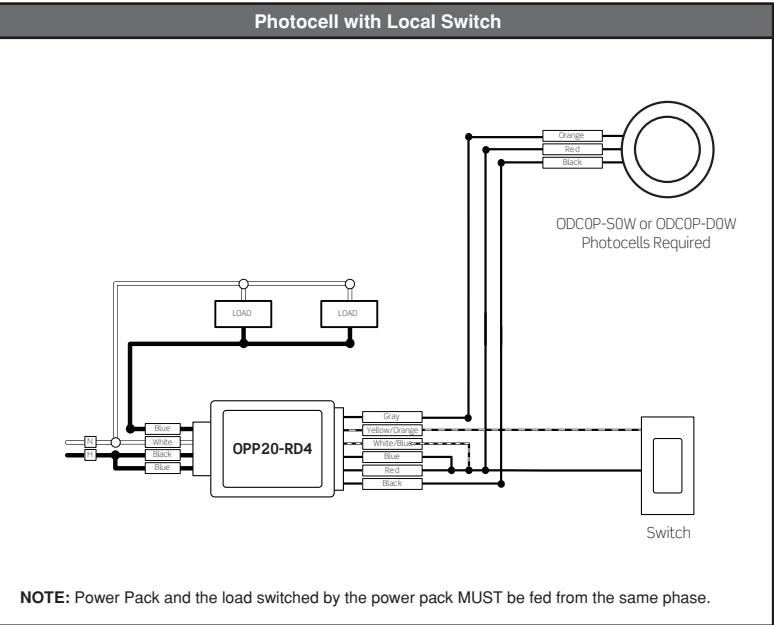 Photocell with Local Switch
Orange
Red
Black
ODC0P-S0W or ODC0P-D0W
Photocells Required
LOAD
LOAD
Blue
White
Black
Blue
N
H
OPP20-RD4
Gray
Yellow/Orange
White/Blue
Blue
Red
Black
Switch
NOTE: Power Pack and the load switched by the power pack MUST be fed from the same phase.